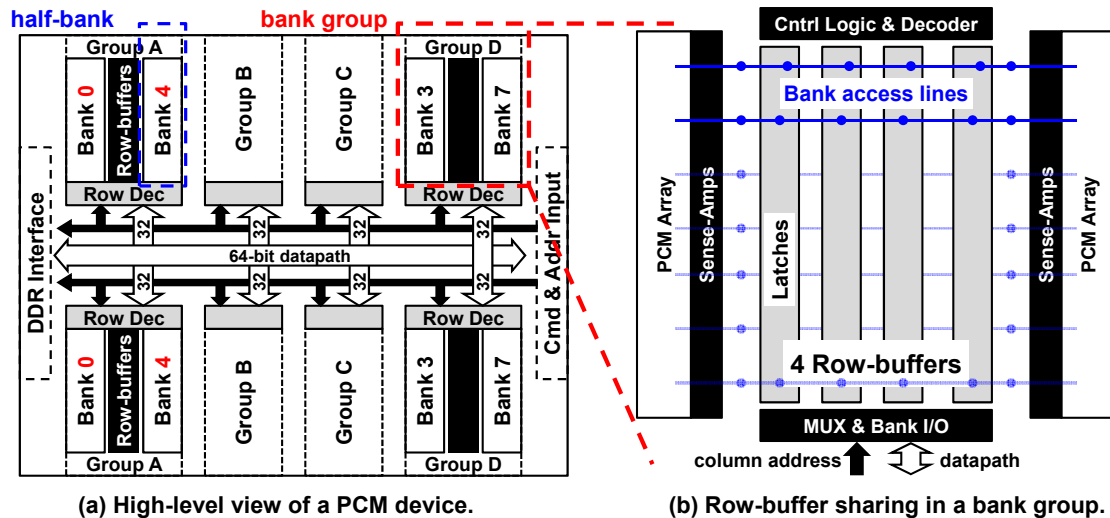 half-bank
bank group
Group A
Group D
Bank 0
Row-buffers
Bank 4
Group B
Group C
Bank 3
Bank 7
Row Dec
Row Dec
32
32
32
32
DDR Interface
64-bit datapath
Cmd & Addr Input
32
32
32
32
Row Dec
Row Dec
Bank 0
Row-buffers
Bank 4
Group B
Group C
Bank 3
Bank 7
Group A
Group D
(a) High-level view of a PCM device.
Cntrl Logic & Decoder
Bank access lines
PCM Array
Sense-Amps
Latches
Sense-Amps
PCM Array
4 Row-buffers
MUX & Bank I/O
column address
datapath
(b) Row-buffer sharing in a bank group.